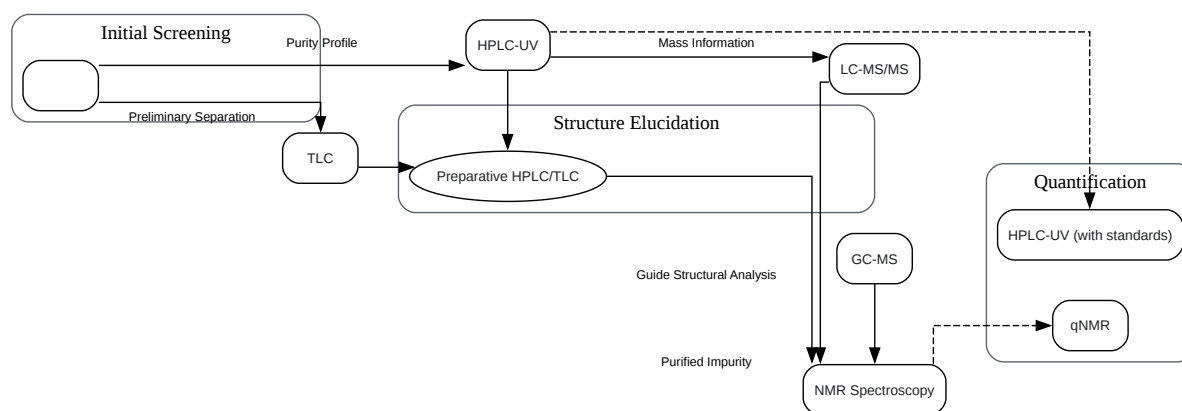 Initial Screening
Purity Profile
HPLC-UV
Mass Information
LC-MS/MS
Preliminary Separation
TLC
Structure Elucidation
Preparative HPLC/TLC
Quantification
HPLC-UV (with standards)
GC-MS
Guide Structural Analysis
qNMR
Purified Impurity
NMR Spectroscopy